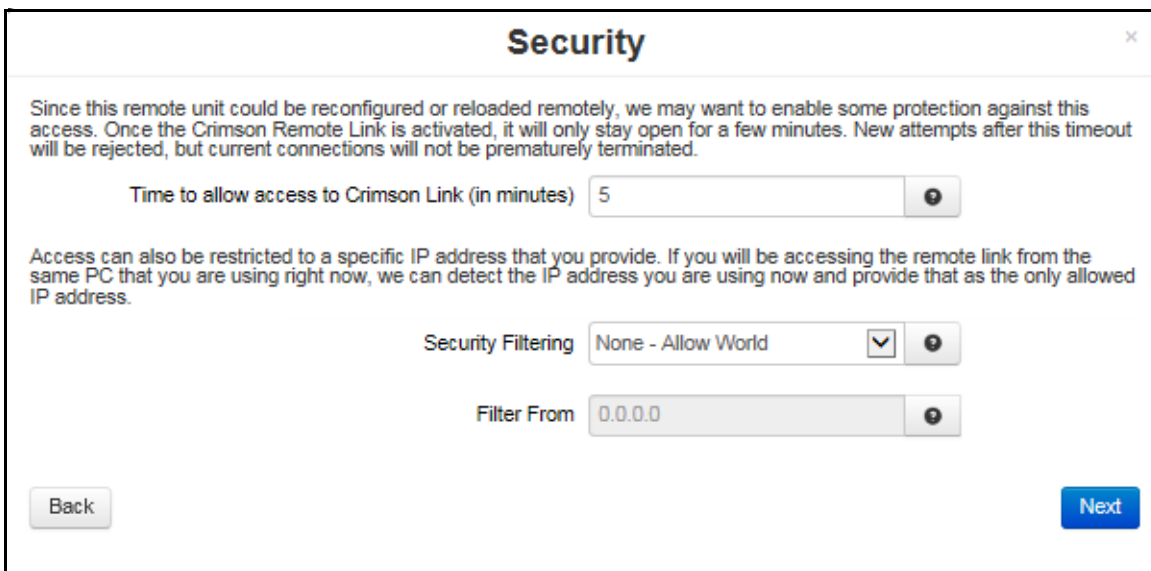 Security
×
Since this remote unit could be reconfigured or reloaded remotely, we may want to enable some protection against this
access. Once the Crimson Remote Link is activated, it will only stay open for a few minutes. New attempts after this timeout
will be rejected, but current connections will not be prematurely terminated.
Time to allow access to Crimson Link (in minutes) 5 ?
Access can also be restricted to a specific IP address that you provide. If you will be accessing the remote link from the
same PC that you are using right now, we can detect the IP address you are using now and provide that as the only allowed
IP address.
Security Filtering None - Allow World ?
Filter From 0.0.0.0 ?
Back Next